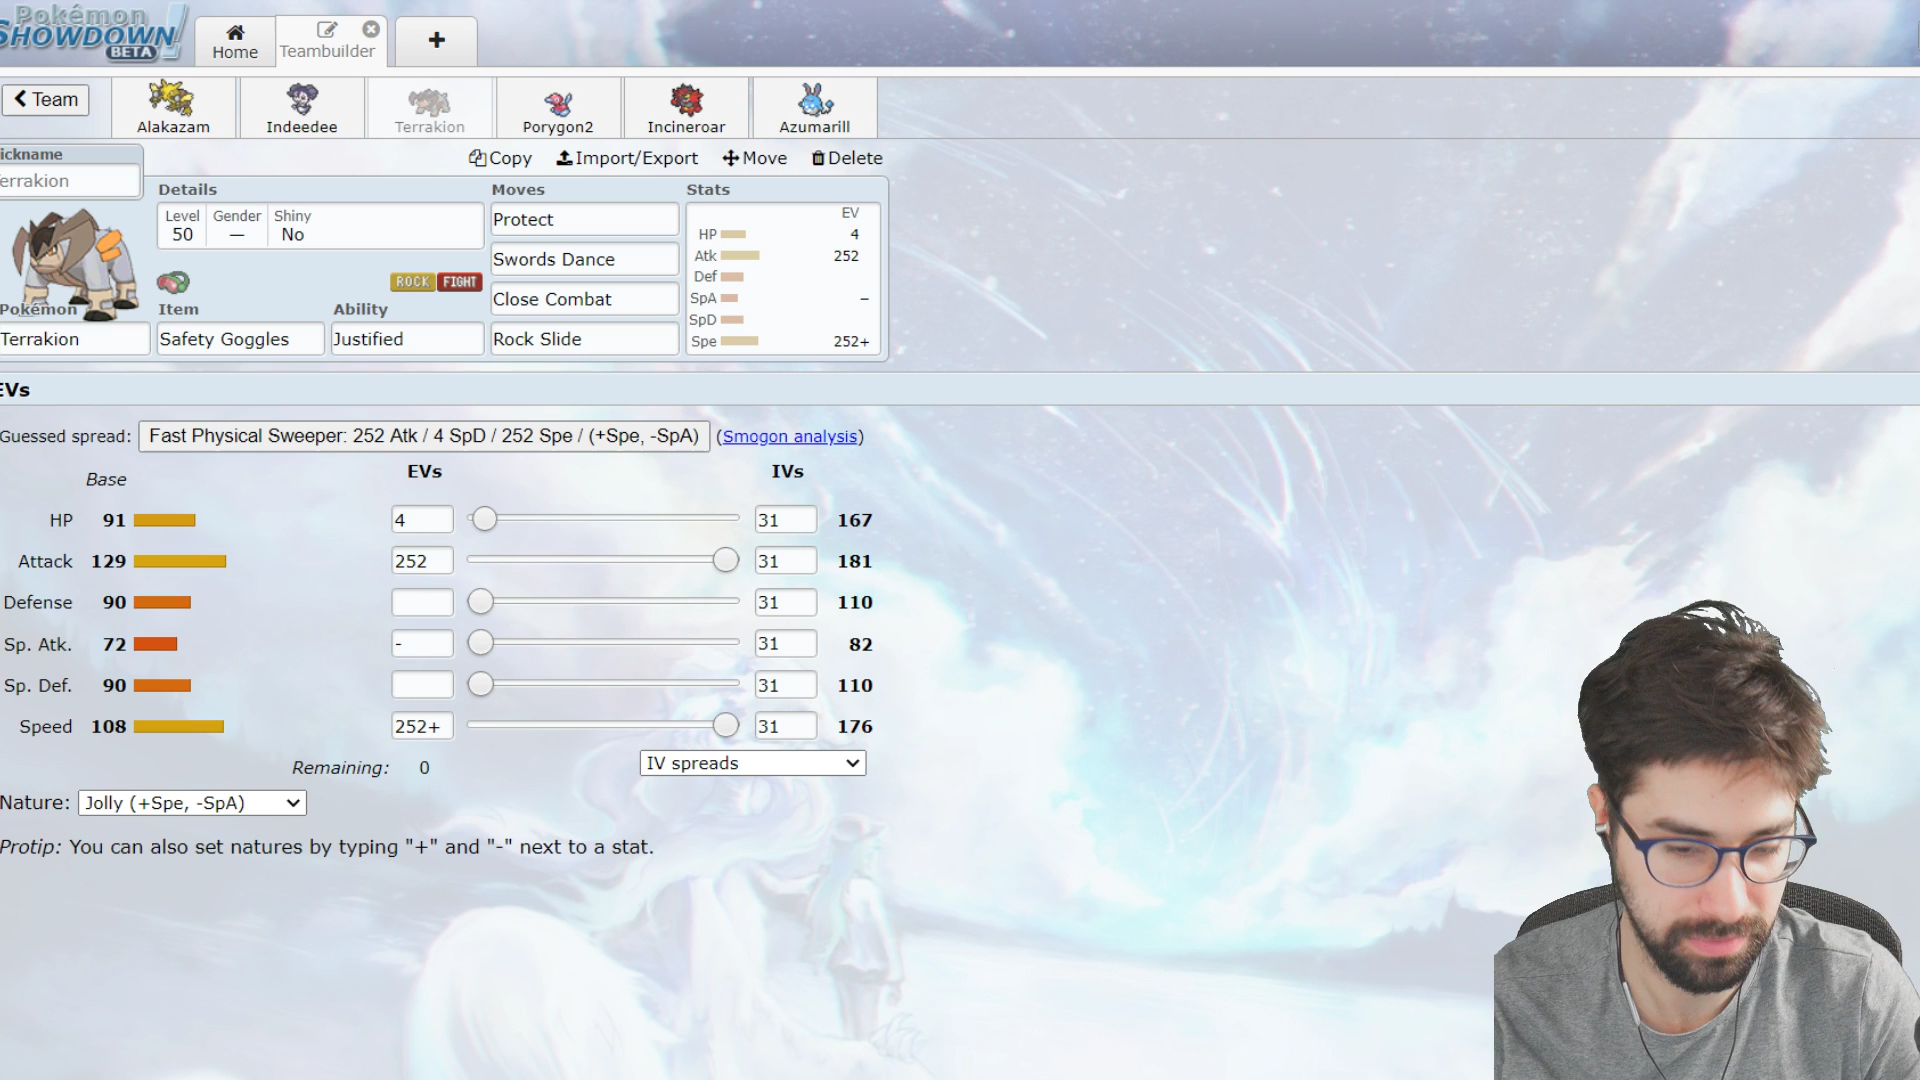 Pokémon
SHOWDOWN
BETA
Home
Teambuilder
Team
Alakazam
Indeedee
Terrakion
Porygon2
Incineroar
Azumarill
ickname
errakion
Copy
Import/Export
Move
Delete
Details
Moves
Stats
Level
Gender
Shiny
50
—
No
ROCK
FIGHT
Pokémon
Item
Ability
Terrakion
Safety Goggles
Justified
Protect
Swords Dance
Close Combat
Rock Slide
EV
HP 4
Atk 252
Def
SpA –
SpD
Spe 252+
EVs
Guessed spread: Fast Physical Sweeper: 252 Atk / 4 SpD / 252 Spe / (+Spe, -SpA) (Smogon analysis)
Base EVs IVs
HP 91 4 31 167
Attack 129 252 31 181
Defense 90 31 110
Sp. Atk. 72 - 31 82
Sp. Def. 90 31 110
Speed 108 252+ 31 176
Remaining: 0 IV spreads
Nature: Jolly (+Spe, -SpA)
Protip: You can also set natures by typing "+" and "-" next to a stat.